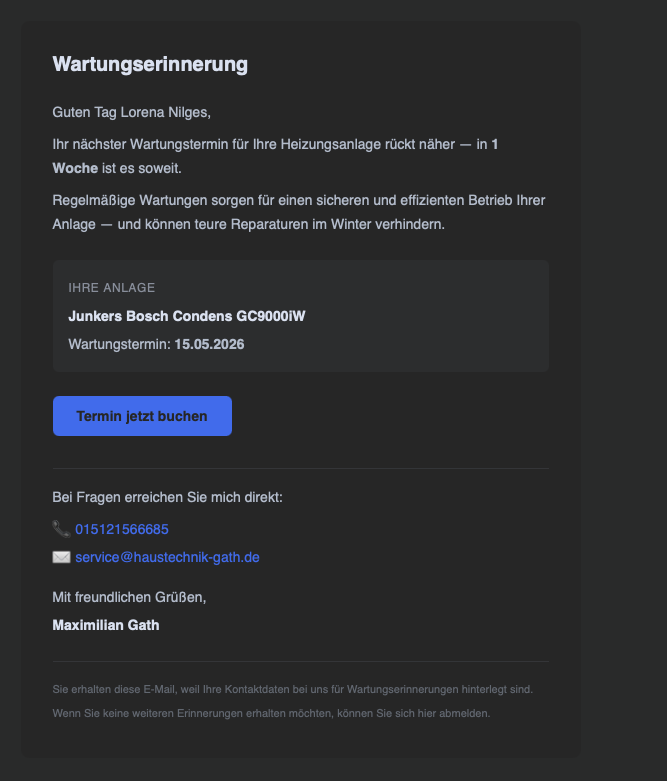 Wartungserinnerung
Guten Tag Lorena Nilges,
Ihr nächster Wartungstermin für Ihre Heizungsanlage rückt näher — in 1
Woche ist es soweit.
Regelmäßige Wartungen sorgen für einen sicheren und effizienten Betrieb Ihrer
Anlage — und können teure Reparaturen im Winter verhindern.
IHRE ANLAGE
Junkers Bosch Condens GC9000iW
Wartungstermin: 15.05.2026
Termin jetzt buchen
Bei Fragen erreichen Sie mich direkt:
015121566685
service@haustechnik-gath.de
Mit freundlichen Grüßen,
Maximilian Gath
Sie erhalten diese E-Mail, weil Ihre Kontaktdaten bei uns für Wartungserinnerungen hinterlegt sind.
Wenn Sie keine weiteren Erinnerungen erhalten möchten, können Sie sich hier abmelden.